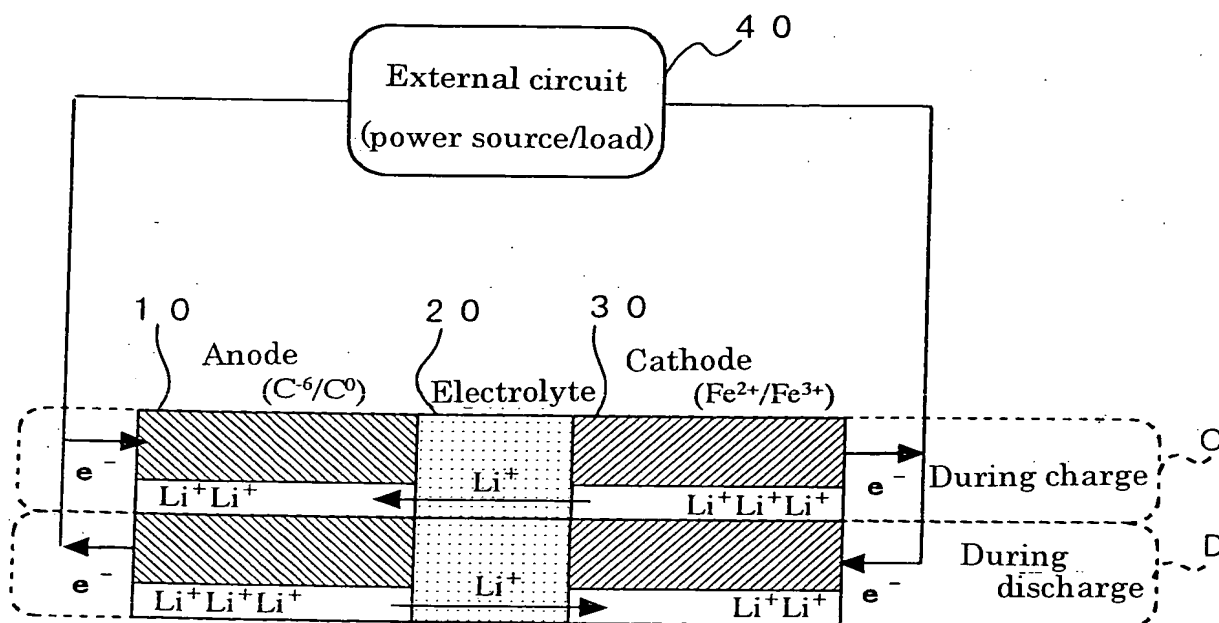 40
External circuit
(power source/load)
10
20
30
Anode
(C⁻⁶/C⁰)
Electrolyte
Cathode
(Fe²⁺/Fe³⁺)
e⁻
Li⁺Li⁺
Li⁺
Li⁺Li⁺Li⁺
e⁻
During charge
C
e⁻
Li⁺Li⁺Li⁺
Li⁺
Li⁺Li⁺
e⁻
During
discharge
D